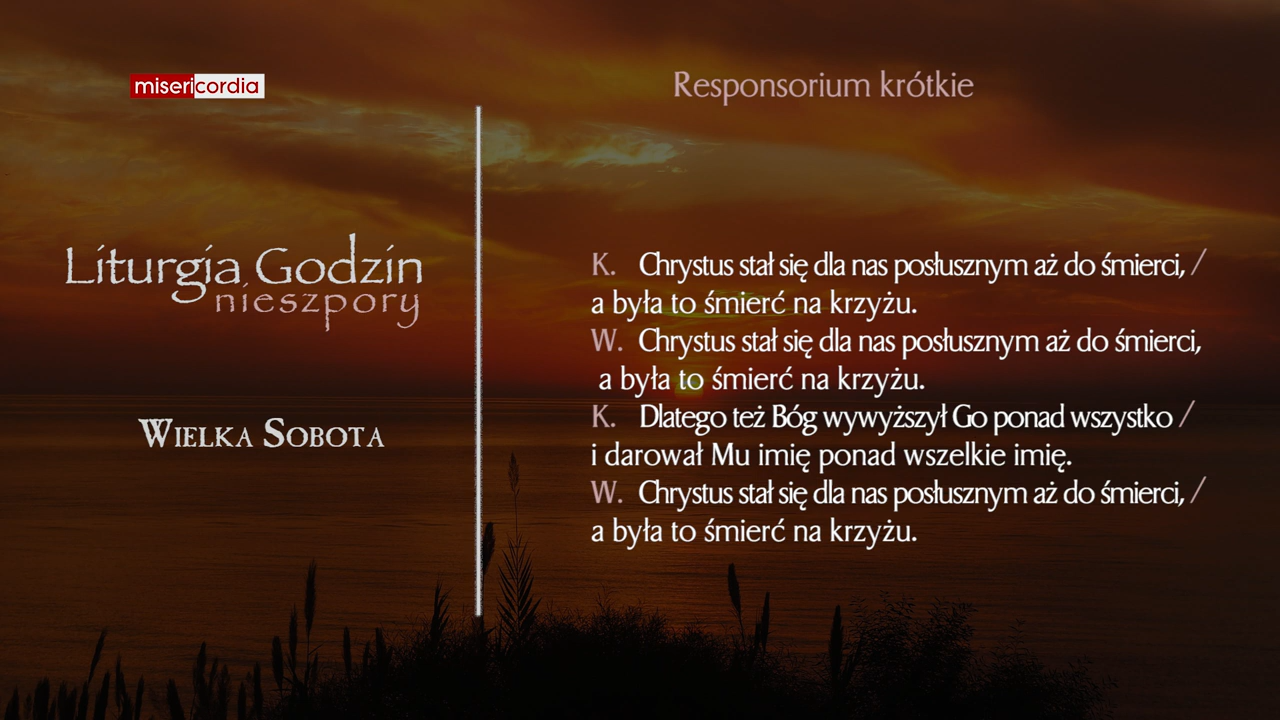 misericordia
Responsorium krótkie
Liturgia Godzin
nieszpory
Wielka Sobota
K. Chrystus stał się dla nas posłusznym aż do śmierci, /
a była to śmierć na krzyżu.
W. Chrystus stał się dla nas posłusznym aż do śmierci,
a była to śmierć na krzyżu.
K. Dlatego też Bóg wywyższył Go ponad wszystko /
i darował Mu imię ponad wszelkie imię.
W. Chrystus stał się dla nas posłusznym aż do śmierci, /
a była to śmierć na krzyżu.